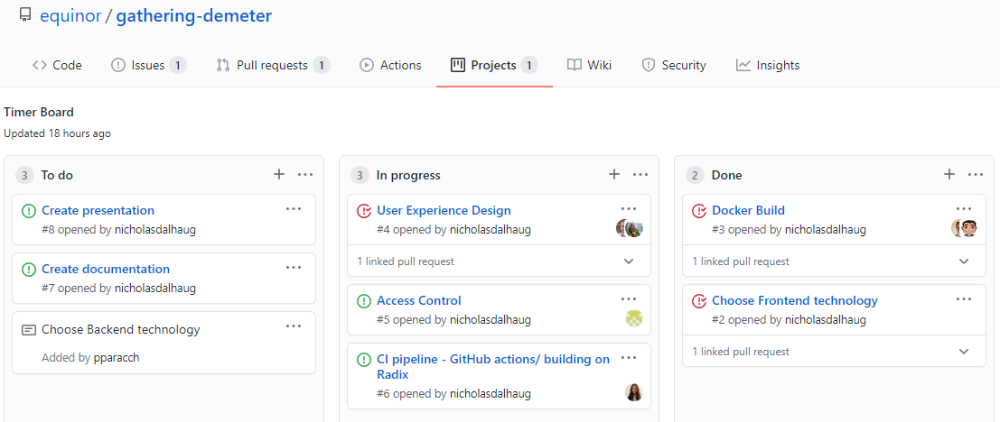 equinor / gathering-demeter
Code Issues 1 Pull requests 1 Actions Projects 1 Wiki Security Insights
Timer Board
Updated 18 hours ago
3 To do
Create presentation
#8 opened by nicholasdalhaug
Create documentation
#7 opened by nicholasdalhaug
Choose Backend technology
Added by pparacch
3 In progress
User Experience Design
#4 opened by nicholasdalhaug
1 linked pull request
Access Control
#5 opened by nicholasdalhaug
CI pipeline - GitHub actions/ building on
Radix
#6 opened by nicholasdalhaug
2 Done
Docker Build
#3 opened by nicholasdalhaug
1 linked pull request
Choose Frontend technology
#2 opened by nicholasdalhaug
1 linked pull request